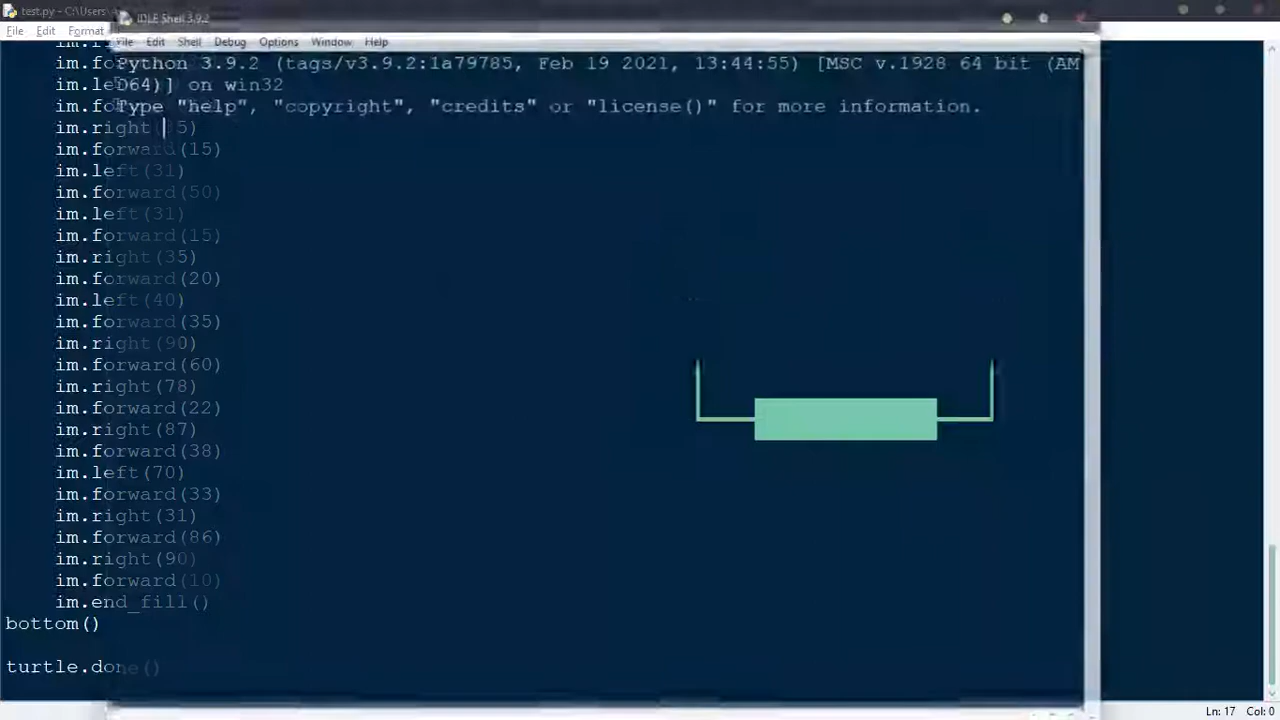 test.py - C:\Users
IDLE Shell 3.9.2
File Edit Format
File Edit Shell Debug Options Window Help
Python 3.9.2 (tags/v3.9.2:1a79785, Feb 19 2021, 13:44:55) [MSC v.1928 64 bit (AM
D64)] on win32
Type "help", "copyright", "credits" or "license()" for more information.
im.right( 5)
im.forward(15)
im.left(31)
im.forward(50)
im.left(31)
im.forward(15)
im.right(35)
im.forward(20)
im.left(40)
im.forward(35)
im.right(90)
im.forward(60)
im.right(78)
im.forward(22)
im.right(87)
im.forward(38)
im.left(70)
im.forward(33)
im.right(31)
im.forward(86)
im.right(90)
im.forward(10)
im.end_fill()
bottom()
turtle.done()
Ln: 17 Col: 0